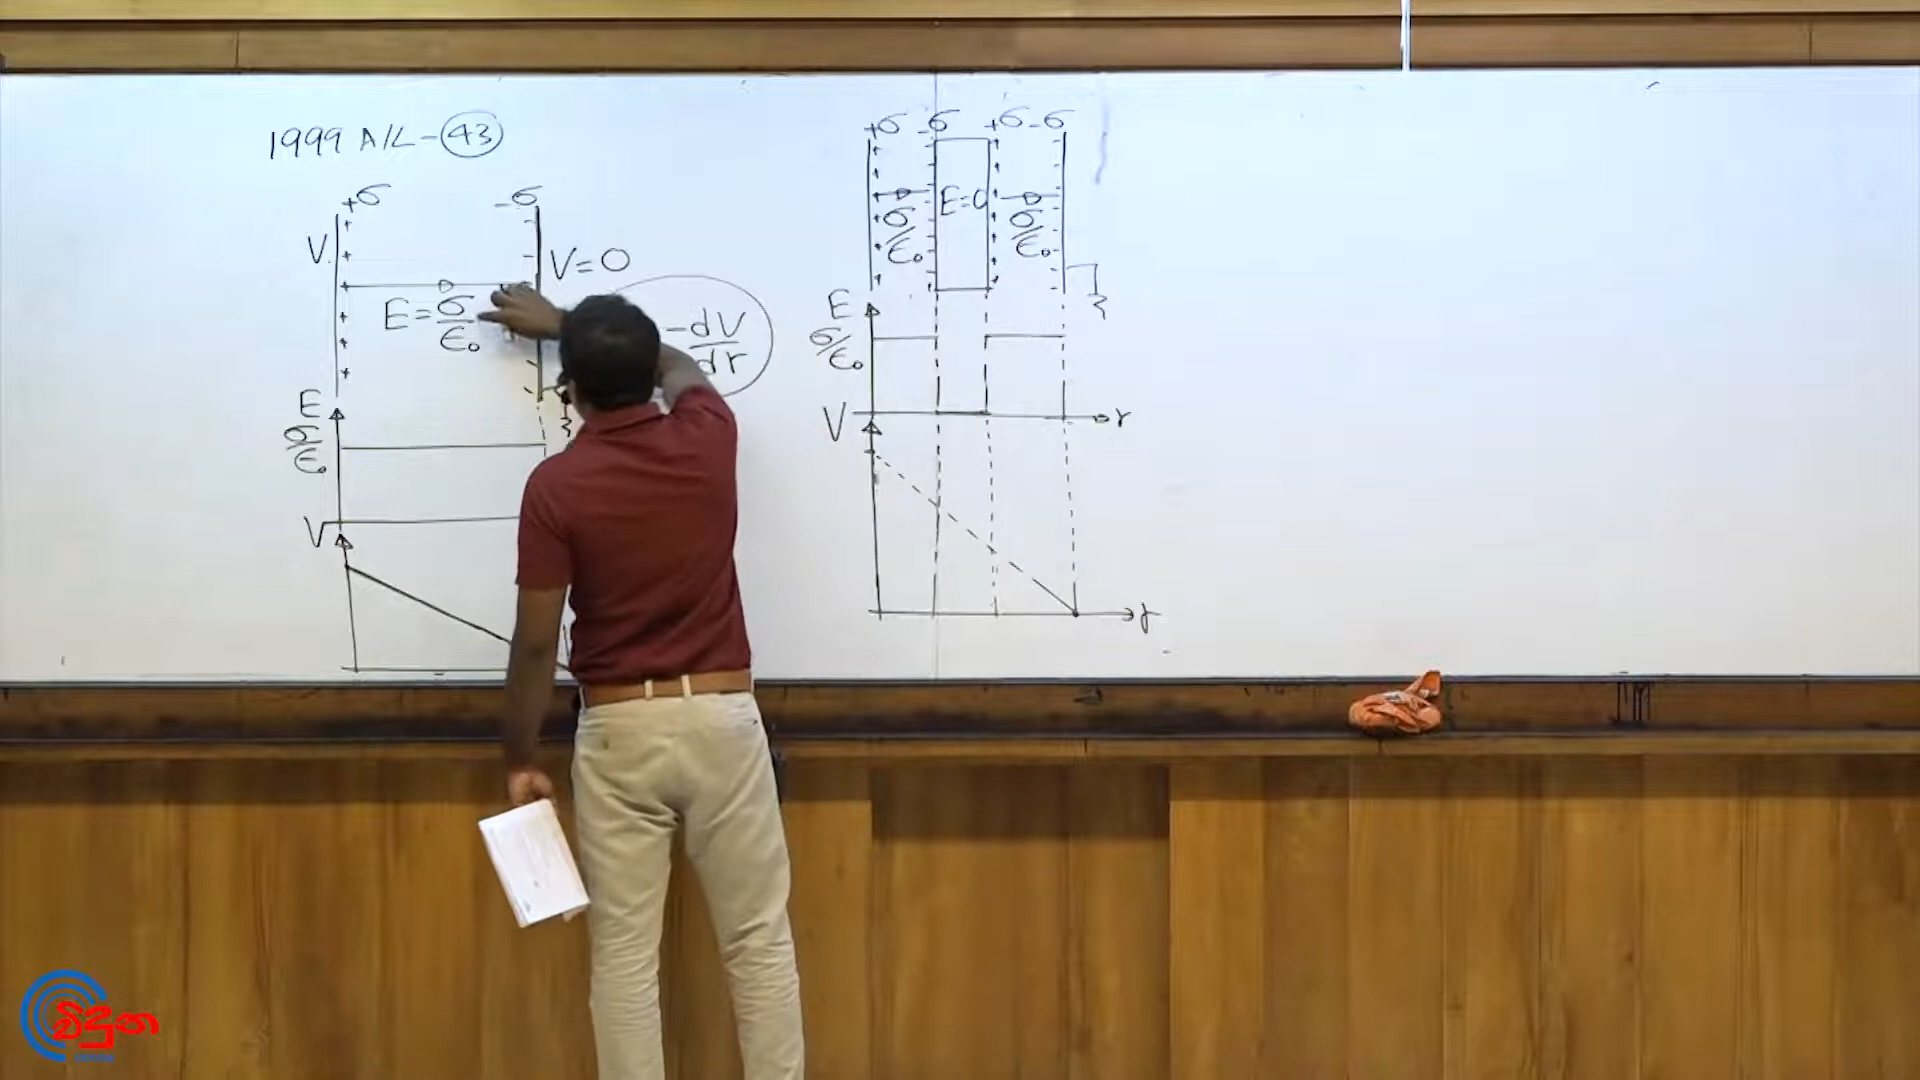 1999 A/L - 43
+σ -σ
V
V=0
E=σ/ε₀
-dV/dr
E
σ/ε₀
V
+σ -σ +σ -σ
E=0
σ/ε₀ σ/ε₀
E
σ/ε₀
r
V
r
විදුන